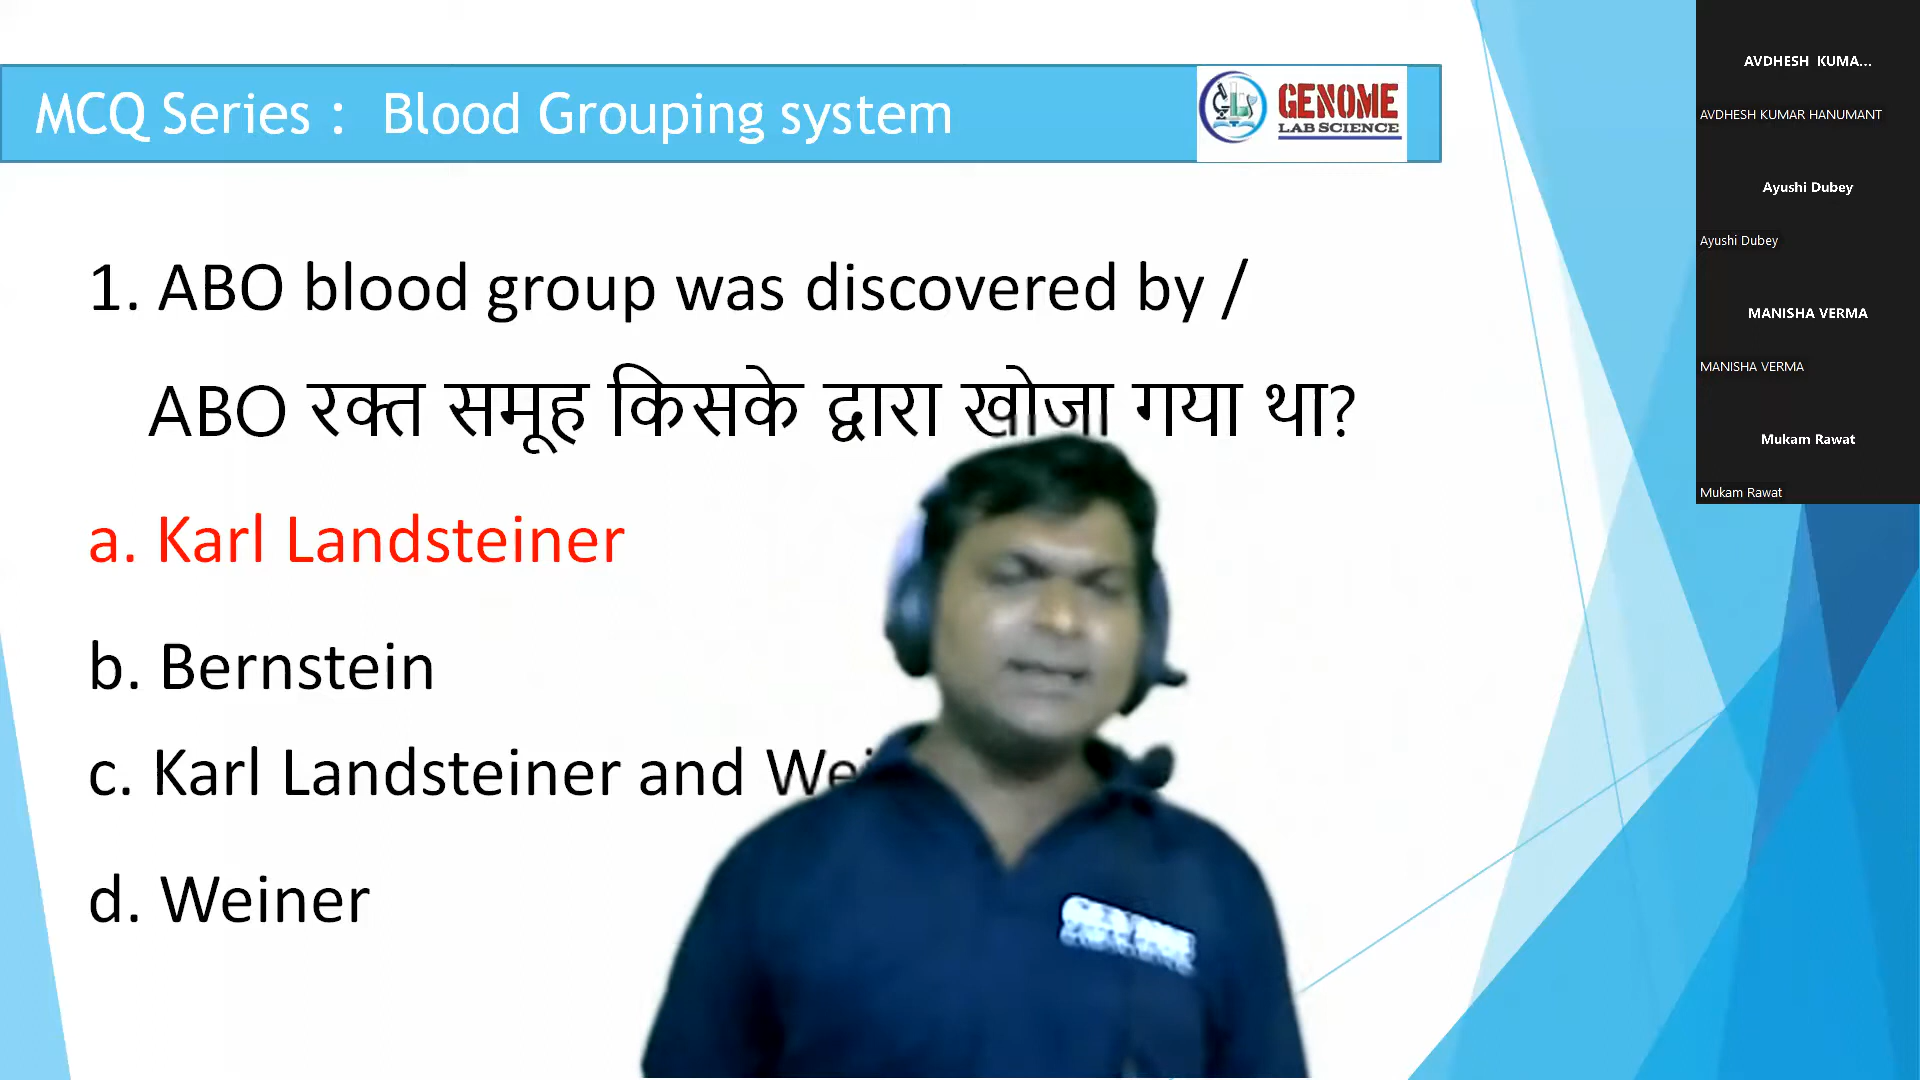 MCQ Series : Blood Grouping system
GENOME
LAB SCIENCE
1. ABO blood group was discovered by /
ABO रक्त समूह किसके द्वारा खोजा गया था?
a. Karl Landsteiner
b. Bernstein
c. Karl Landsteiner and
d. Weiner
AVDHESH KUMA...
AVDHESH KUMAR HANUMANT
Ayushi Dubey
Ayushi Dubey
MANISHA VERMA
MANISHA VERMA
Mukam Rawat
Mukam Rawat